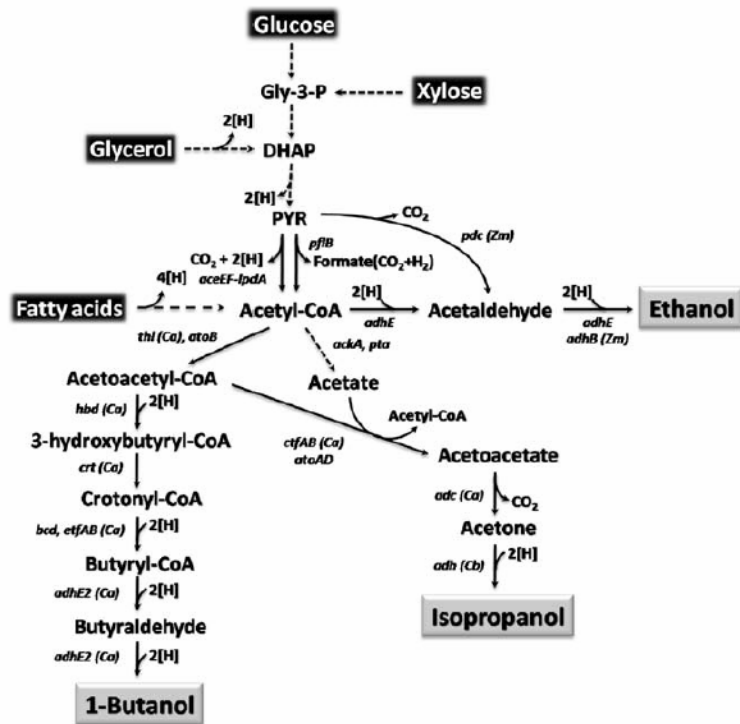 Glucose
Gly-3-P
Xylose
2[H]
Glycerol
DHAP
2[H]
PYR
CO2
pdc (Zm)
pflB
CO2 + 2[H]
Formate(CO2+H2)
aceEF-lpdA
4[H]
Fatty acids
Acetyl-CoA
2[H]
adhE
Acetaldehyde
2[H]
adhE
adhB (Zm)
Ethanol
thl (Ca), atoB
ackA, pta
Acetoacetyl-CoA
Acetate
hbd (Ca)
2[H]
Acetyl-CoA
ctfAB (Ca)
atoAD
3-hydroxybutyryl-CoA
Acetoacetate
crt (Ca)
adc (Ca)
CO2
Crotonyl-CoA
Acetone
bcd, etfAB (Ca)
2[H]
adh (Cb)
2[H]
Butyryl-CoA
Isopropanol
adhE2 (Ca)
2[H]
Butyraldehyde
adhE2 (Ca)
2[H]
1-Butanol